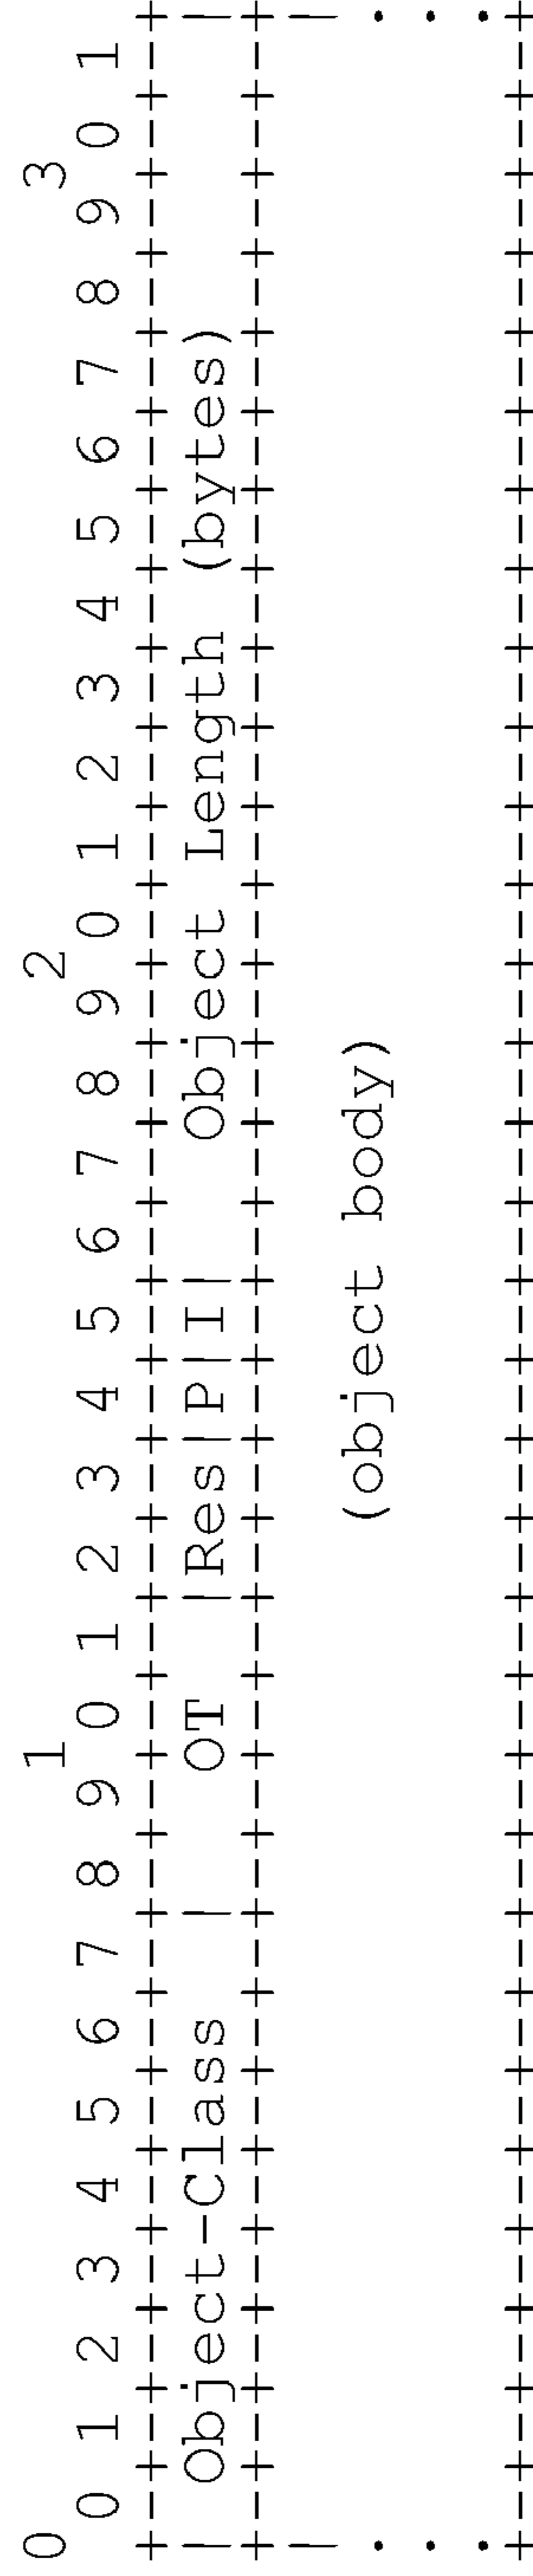 0                   1                   2                   3
 0 1 2 3 4 5 6 7 8 9 0 1 2 3 4 5 6 7 8 9 0 1 2 3 4 5 6 7 8 9 0 1
+-+-+-+-+-+-+-+-+-+-+-+-+-+-+-+-+-+-+-+-+-+-+-+-+-+-+-+-+-+-+-+-+
| Object-Class  |   OT  |Res|P|I|   Object Length (bytes)       |
+-+-+-+-+-+-+-+-+-+-+-+-+-+-+-+-+-+-+-+-+-+-+-+-+-+-+-+-+-+-+-+-+
|                                                               |
.                         (object body)                         .
.                                                               .
.                                                               .
+-+-+-+-+-+-+-+-+-+-+-+-+-+-+-+-+-+-+-+-+-+-+-+-+-+-+-+-+-+-+-+-+